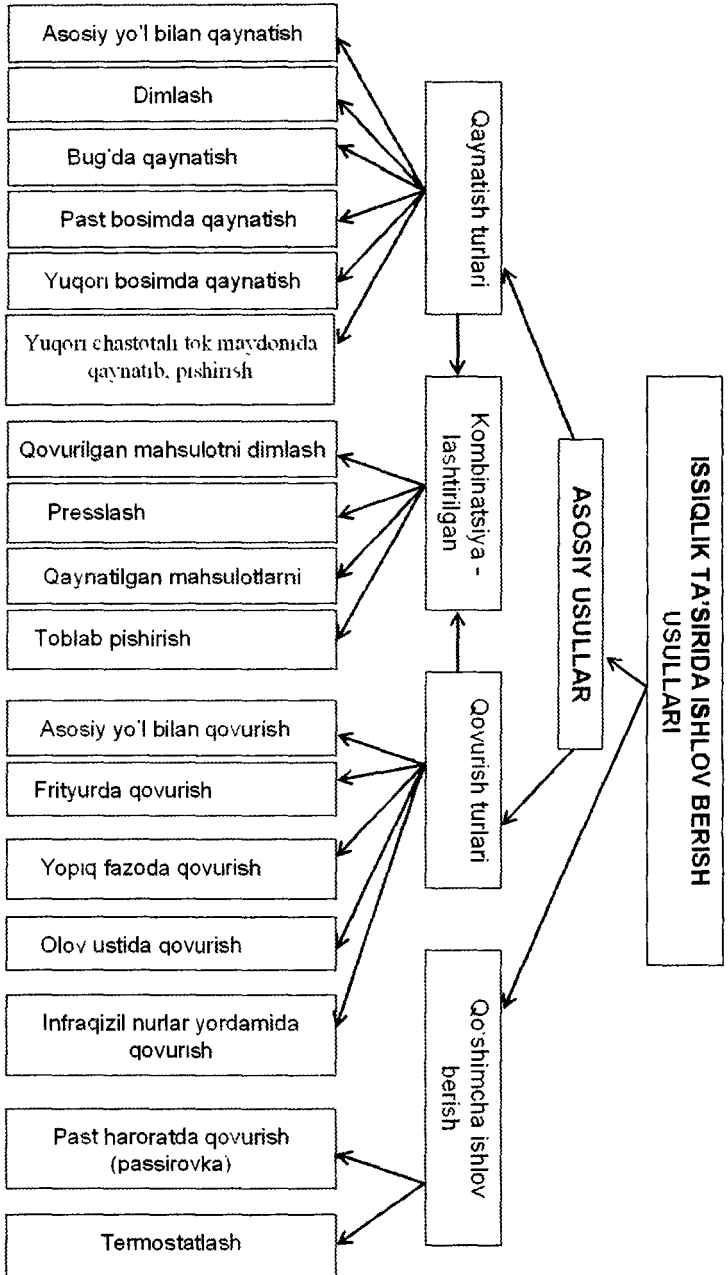 ISSIQLIK TA'SIRIDA ISHLOV BERISH
USULLARI
ASOSIY USULLAR
Qaynatish turlari
Kombinatsiya -
lashtirilgan
Qovurish turlari
Qo'shimcha ishlov
berish
Asosiy yo'l bilan qaynatish
Dimlash
Bug'da qaynatish
Past bosimda qaynatish
Yuqori bosimda qaynatish
Yuqori chastotali tok maydonida
qaynatib, pishirish
Qovurilgan mahsulotni dimlash
Presslash
Qaynatilgan mahsulotlarni
Toblab pishirish
Asosiy yo'l bilan qovurish
Frityurda qovurish
Yopiq fazoda qovurish
Olov ustida qovurish
Infraqizil nurlar yordamida
qovurish
Past haroratda qovurish
(passirovka)
Termostatlash